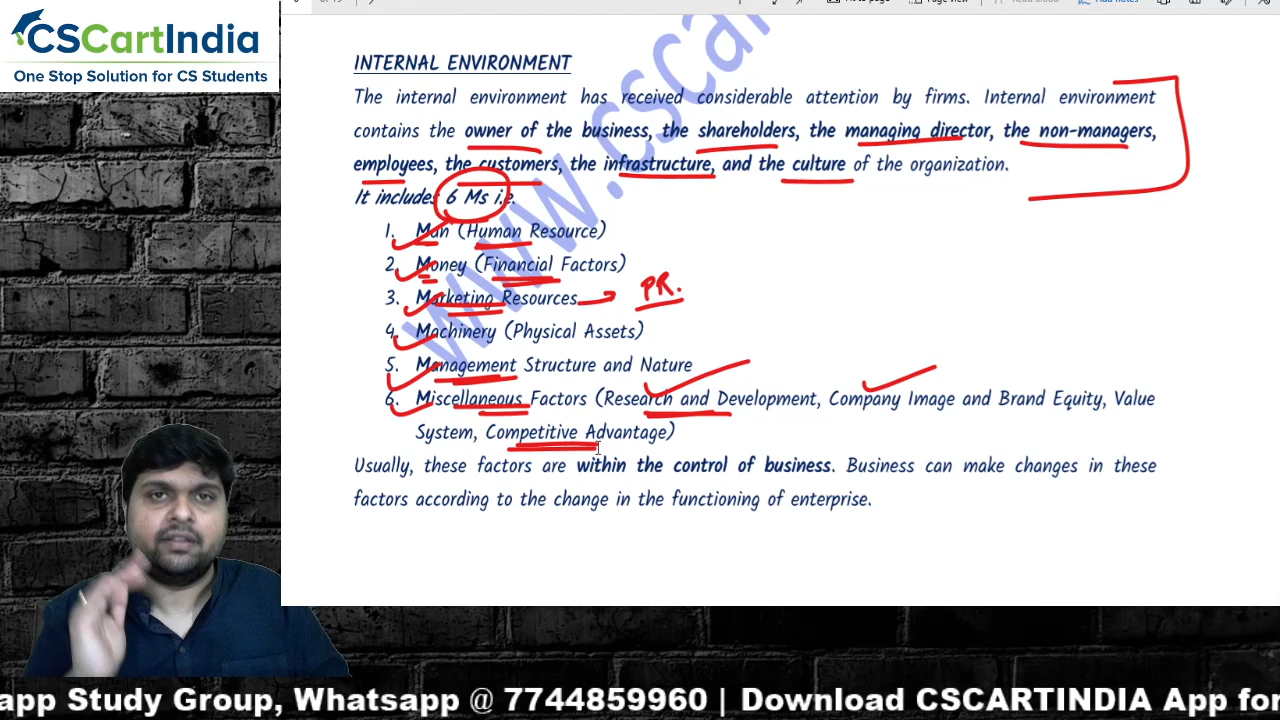 CSCartIndia
One Stop Solution for CS Students
Page view
INTERNAL ENVIRONMENT
The internal environment has received considerable attention by firms. Internal environment
contains the owner of the business, the shareholders, the managing director, the non-managers,
employees, the customers, the infrastructure, and the culture of the organization.
It includes 6 Ms i.e.
1. Man (Human Resource)
2. Money (Financial Factors)
3. Marketing Resources PR.
4. Machinery (Physical Assets)
5. Management Structure and Nature
6. Miscellaneous Factors (Research and Development, Company Image and Brand Equity, Value
System, Competitive Advantage)
Usually, these factors are within the control of business. Business can make changes in these
factors according to the change in the functioning of enterprise.
www.cscar
app Study Group, Whatsapp @ 7744859960 | Download CSCARTINDIA App for